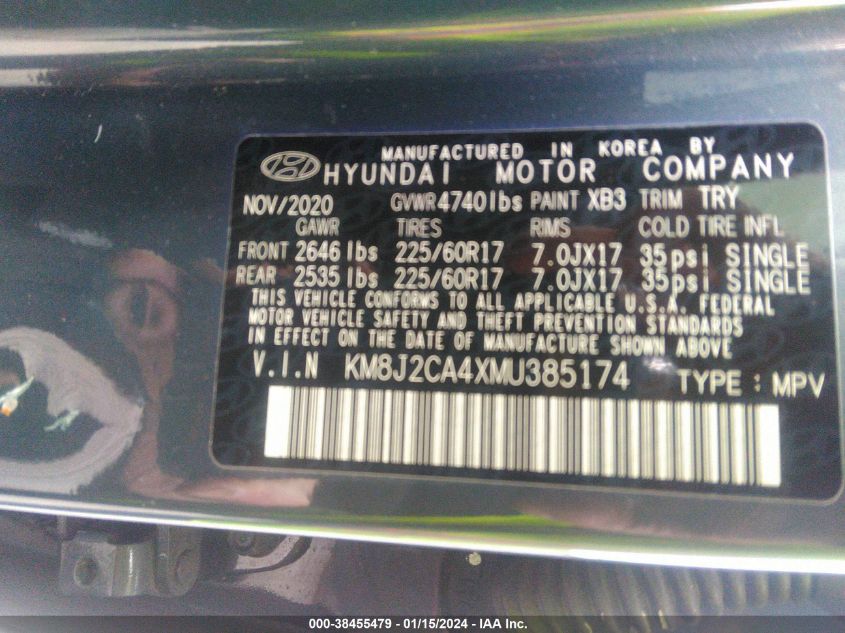 MANUFACTURED IN KOREA BY
HYUNDAI MOTOR COMPANY
NOV/2020 GVWR 4740lbs PAINT XB3 TRIM TRY
GAWR TIRES RIMS COLD TIRE INFL
FRONT 2646 lbs 225/60R17 7.0JX17 35psi SINGLE
REAR 2535 lbs 225/60R17 7.0JX17 35psi SINGLE
THIS VEHICLE CONFORMS TO ALL APPLICABLE U.S.A. FEDERAL
MOTOR VEHICLE SAFETY AND THEFT PREVENTION STANDARDS
IN EFFECT ON THE DATE OF MANUFACTURE SHOWN ABOVE
V.I.N KM8J2CA4XMU385174 TYPE : MPV
000-38455479 - 01/15/2024 - IAA Inc.